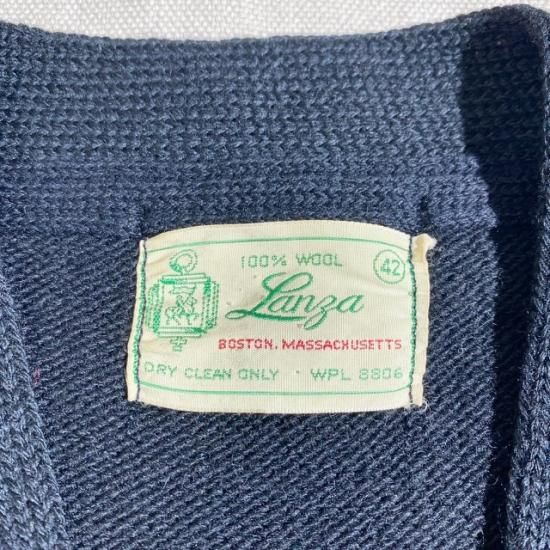 100% WOOL
42
Lanza
BOSTON, MASSACHUSETTS
DRY CLEAN ONLY WPL 8806